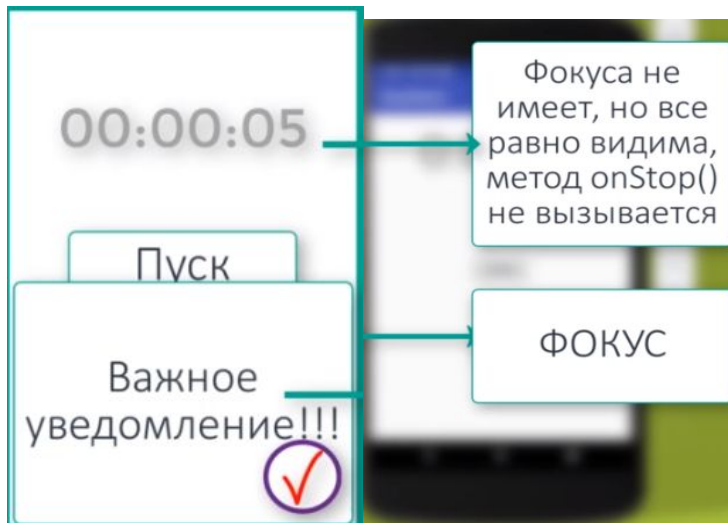 00:00:05
Пуск
Важное
уведомление!!!
Фокуса не
имеет, но все
равно видима,
метод onStop()
не вызывается
ФОКУС